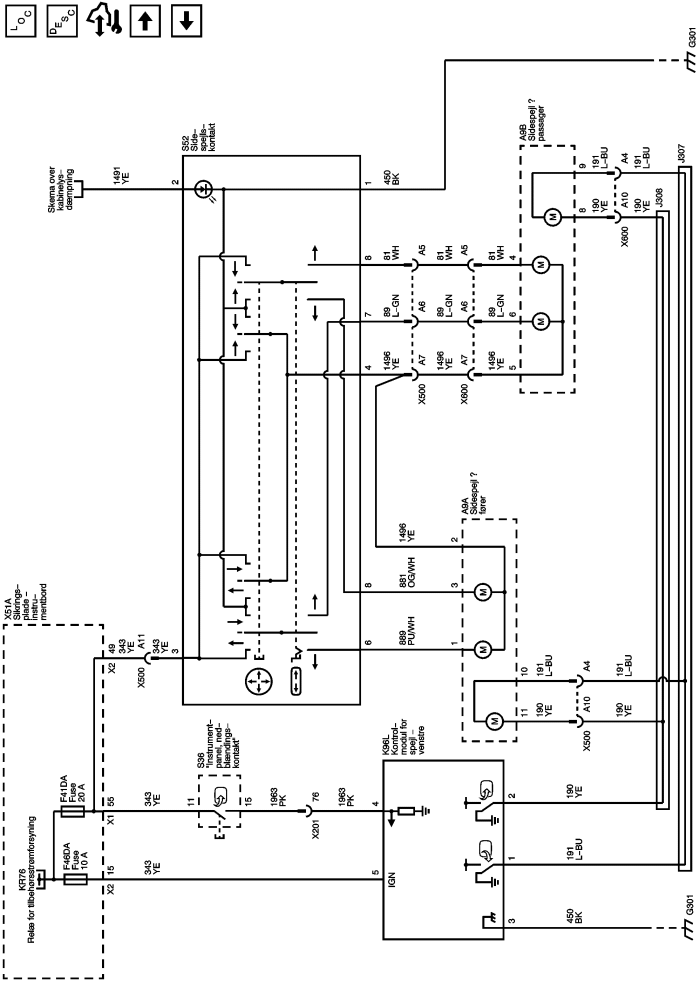 LOC
DESC
X51A
Sikrings-
plade -
instru-
mentbord
KR76
Relæ for tilbehørsstrømforsyning
F46DA
Fuse
10 A
F41DA
Fuse
20 A
X2
15
X1
55
X2
49
343
YE
343
YE
343
YE
X500
A11
343
YE
3
Skema over
kabinelys-
dæmpning
1491
YE
2
S52
Side-
spejls-
kontakt
S36
"Instrument-
panel, ned-
blændings-
kontakt"
11
15
1963
PK
X201
76
1963
PK
K96L
Kontrol-
modul for
spejl -
venstre
5
IGN
4
6
8
4
7
8
1
889
PU/WH
881
OG/WH
1496
YE
1496
YE
89
L-GN
81
WH
450
BK
X500
A7
A6
A5
1496
YE
89
L-GN
81
WH
X600
A7
A6
A5
1496
YE
89
L-GN
81
WH
1
3
2
A9A
Sidespejl ?
fører
M
M
M
11
10
190
YE
191
L-BU
X500
A10
A4
190
YE
191
L-BU
5
6
4
A9B
Sidespejl ?
passager
M
M
M
8
9
190
YE
191
L-BU
X600
A10
A4
190
YE
191
L-BU
3
1
2
450
BK
191
L-BU
190
YE
J308
J307
G301
G301